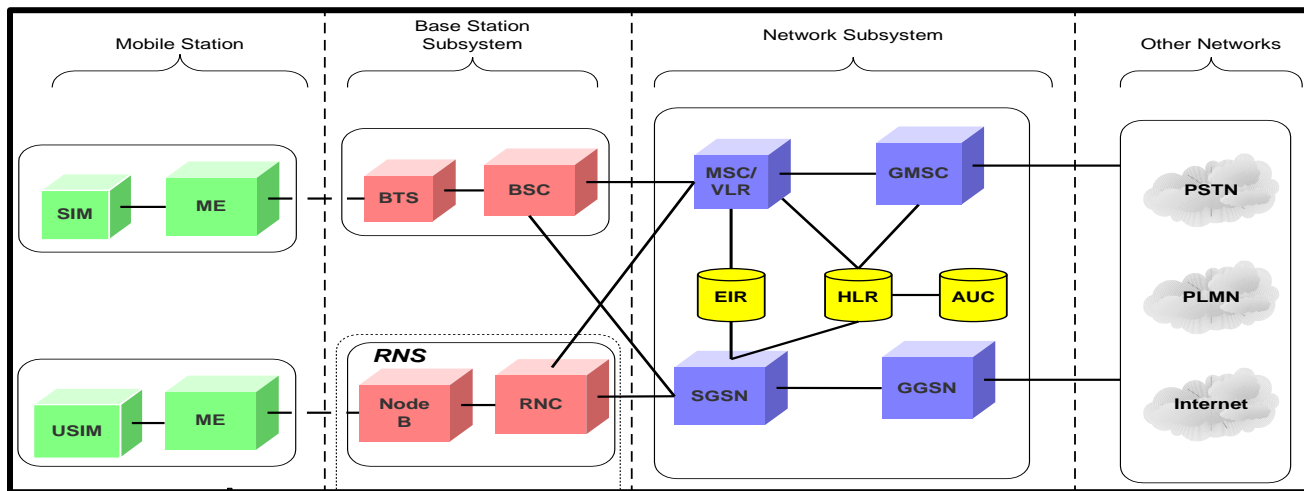 Mobile Station
Base Station
Subsystem
Network Subsystem
Other Networks
SIM
ME
BTS
BSC
MSC/
VLR
GMSC
PSTN
EIR
HLR
AUC
PLMN
RNS
USIM
ME
Node
B
RNC
SGSN
GGSN
Internet